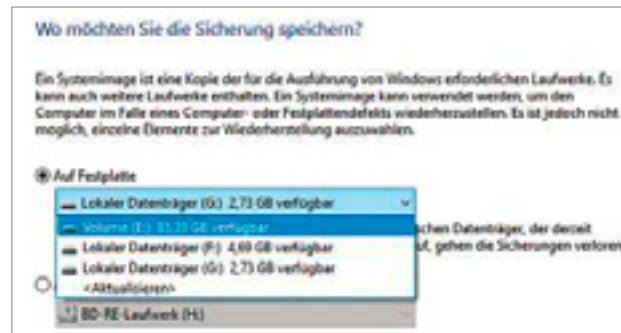 Wo möchten Sie die Sicherung speichern?
Ein Systemimage ist eine Kopie der für die Ausführung von Windows erforderlichen Laufwerke. Es
kann auch weitere Laufwerke enthalten. Ein Systemimage kann verwendet werden, um den
Computer im Falle eines Computer- oder Festplattendefekts wiederherzustellen. Es ist jedoch nicht
möglich, einzelne Elemente zur Wiederherstellung auszuwählen.
Auf Festplatte
Lokaler Datenträger (G:) 2,73 GB verfügbar
Volume (E:) 85,39 GB verfügbar
schen Datenträger, der derzeit
Lokaler Datenträger (F:) 4,69 GB verfügbar
uf, gehen die Sicherungen verloren
Lokaler Datenträger (G:) 2,73 GB verfügbar
<Aktualisieren>
BD-RE-Laufwerk (H:)